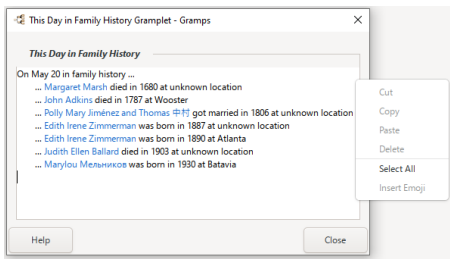 This Day in Family History Gramplet - Gramps
This Day in Family History
On May 20 in family history ...
... Margaret Marsh died in 1680 at unknown location
... John Adkins died in 1787 at Wooster
... Polly Mary Jiménez and Thomas 中村 got married in 1806 at unknown location
... Edith Irene Zimmerman was born in 1887 at unknown location
... Edith Irene Zimmerman was born in 1890 at Atlanta
... Judith Ellen Ballard died in 1903 at unknown location
... Marylou Мельников was born in 1930 at Batavia
Cut
Copy
Paste
Delete
Select All
Insert Emoji
Help
Close